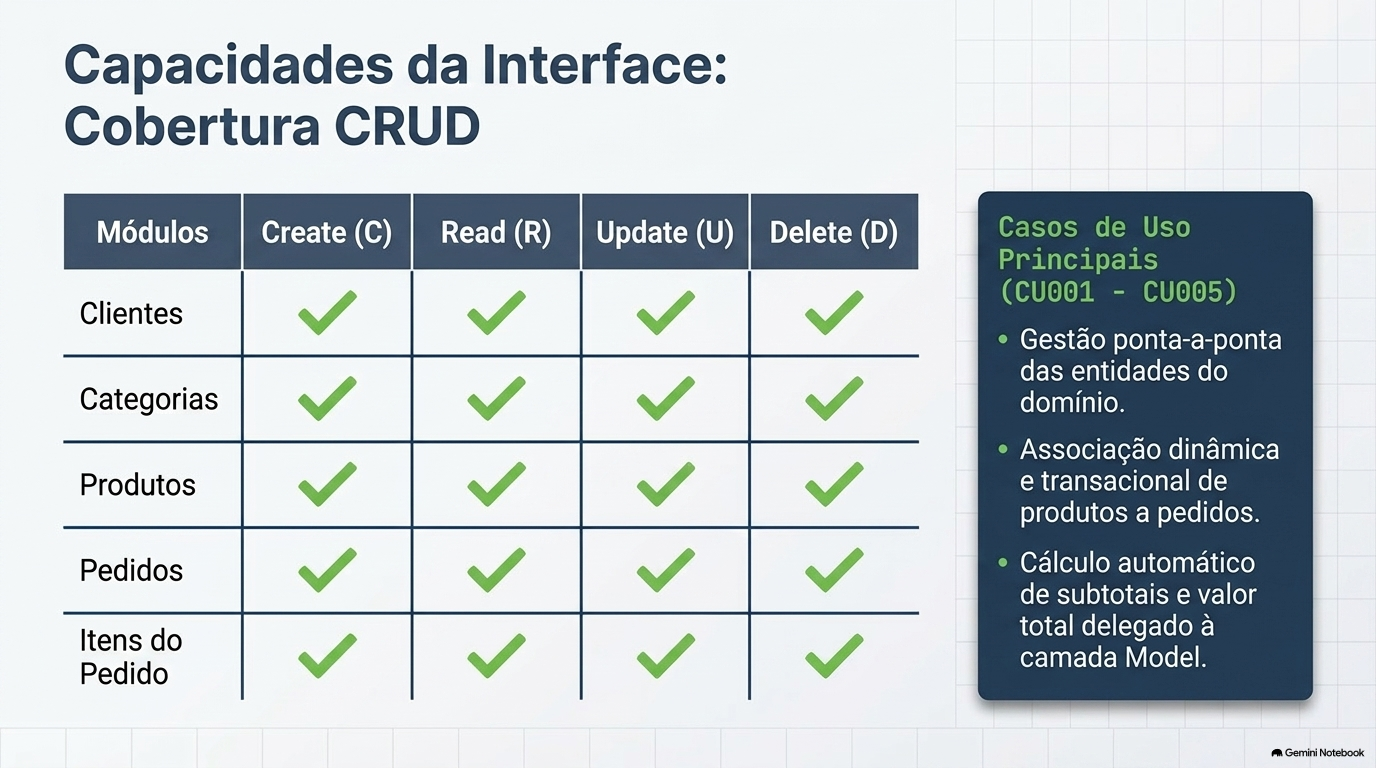 Capacidades da Interface:
Cobertura CRUD
Módulos Create (C) Read (R) Update (U) Delete (D)
Clientes
Categorias
Produtos
Pedidos
Itens do
Pedido
Casos de Uso
Principais
(CU001 - CU005)
• Gestão ponta-a-ponta
das entidades do
domínio.
• Associação dinâmica
e transacional de
produtos a pedidos.
• Cálculo automático
de subtotais e valor
total delegado à
camada Model.
Gemini Notebook